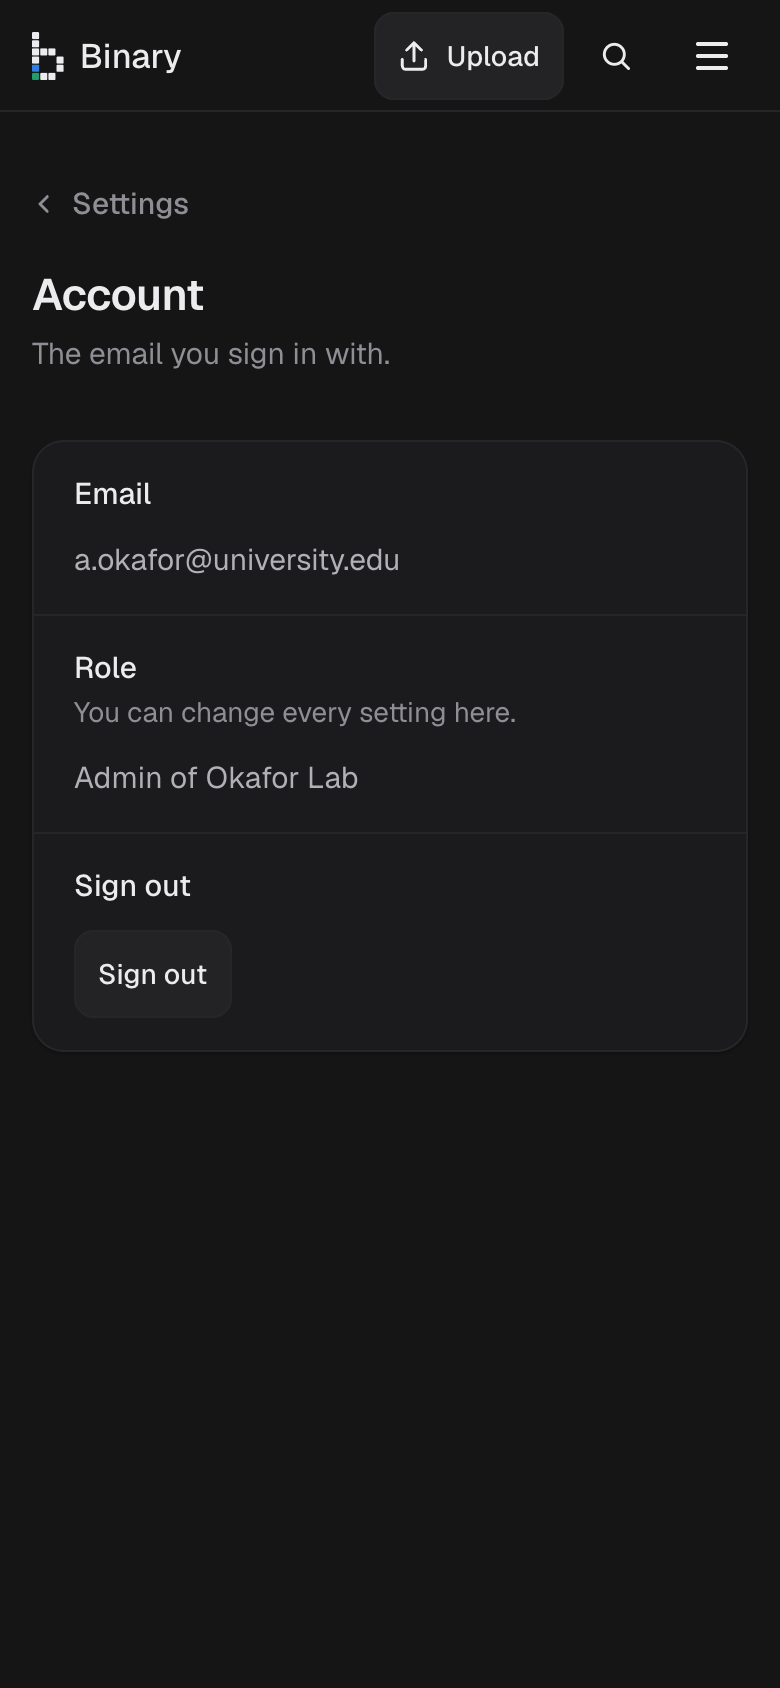 Binary
Upload
Settings
Account
The email you sign in with.
Email
a.okafor@university.edu
Role
You can change every setting here.
Admin of Okafor Lab
Sign out
Sign out